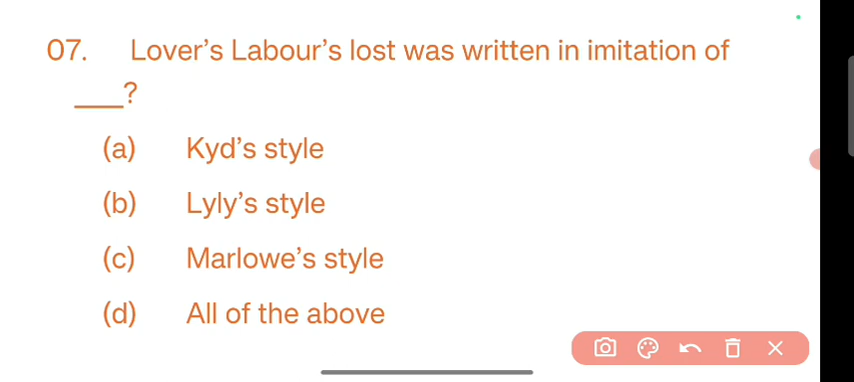 07. Lover's Labour's lost was written in imitation of
___?
(a) Kyd's style
(b) Lyly's style
(c) Marlowe's style
(d) All of the above